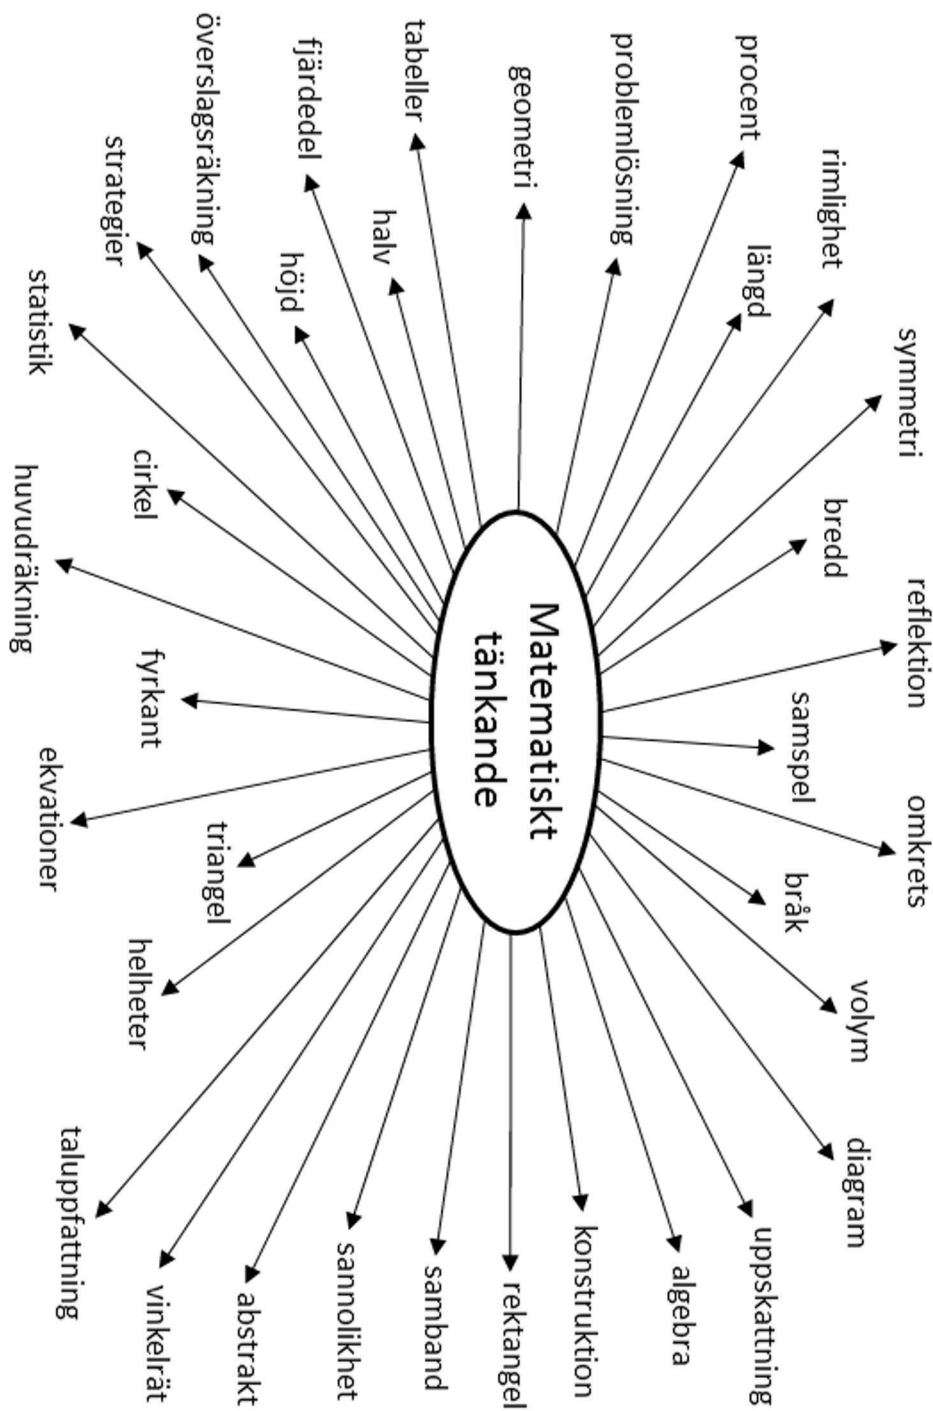 Matematiskt
tänkande
symmetri
reflektion
omkrets
rimlighet
bredd
samspel
bråk
volym
diagram
procent
längd
uppskattning
problemlösning
algebra
geometri
konstruktion
tabeller
rektangel
halv
samband
fjärdedel
höjd
sannolikhet
överslagsräkning
abstrakt
strategier
cirkel
fyrkant
triangel
helheter
vinkelrät
statistik
huvudräkning
ekvationer
taluppfattning